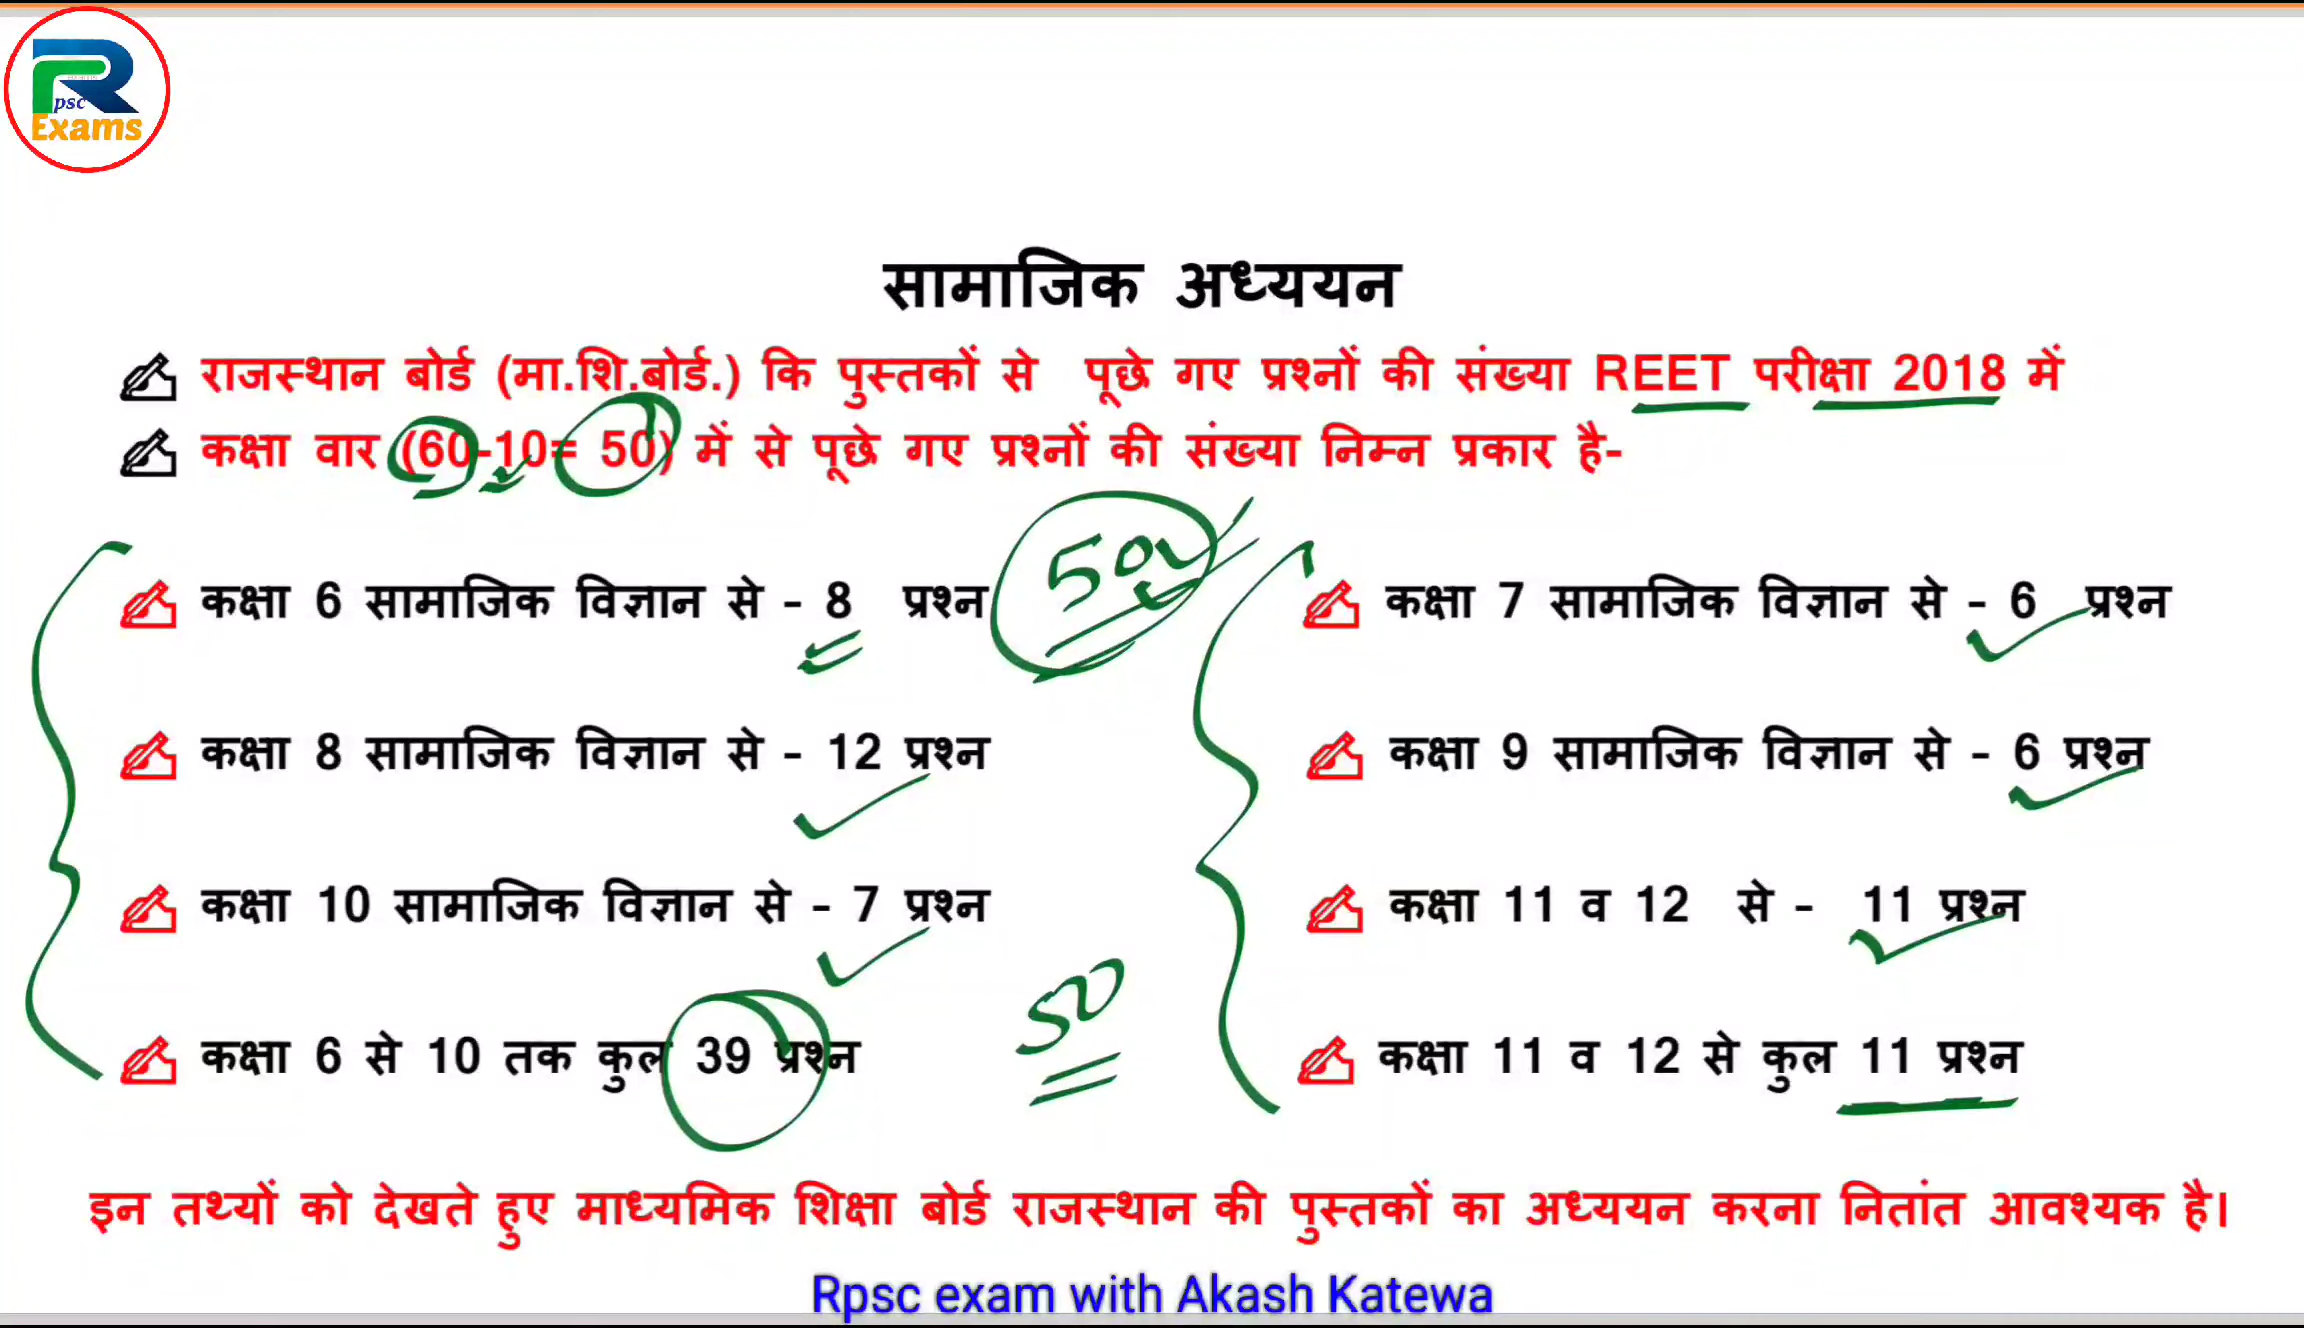 Rpsc
Exams
सामाजिक अध्ययन
राजस्थान बोर्ड (मा.शि.बोर्ड.) कि पुस्तकों से पूछे गए प्रश्नों की संख्या REET परीक्षा 2018 में
कक्षा वार (60-10= 50) में से पूछे गए प्रश्नों की संख्या निम्न प्रकार है-
50
कक्षा 6 सामाजिक विज्ञान से - 8 प्रश्न
कक्षा 7 सामाजिक विज्ञान से - 6 प्रश्न
कक्षा 8 सामाजिक विज्ञान से - 12 प्रश्न
कक्षा 9 सामाजिक विज्ञान से - 6 प्रश्न
कक्षा 10 सामाजिक विज्ञान से - 7 प्रश्न
कक्षा 11 व 12 से - 11 प्रश्न
50
कक्षा 6 से 10 तक कुल 39 प्रश्न
कक्षा 11 व 12 से कुल 11 प्रश्न
इन तथ्यों को देखते हुए माध्यमिक शिक्षा बोर्ड राजस्थान की पुस्तकों का अध्ययन करना नितांत आवश्यक है।
Rpsc exam with Akash Katewa